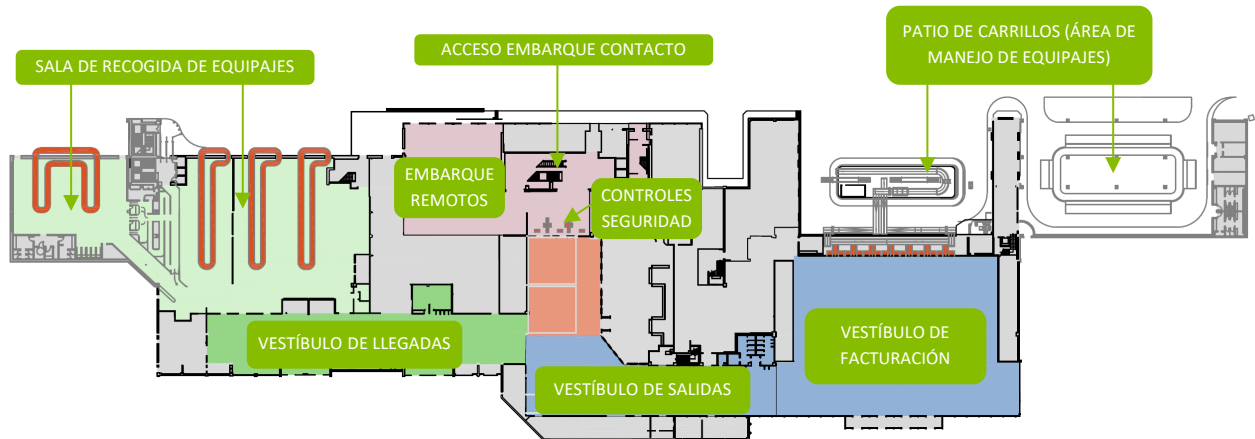 SALA DE RECOGIDA DE EQUIPAJES
ACCESO EMBARQUE CONTACTO
PATIO DE CARRILLOS (ÁREA DE
MANEJO DE EQUIPAJES)
EMBARQUE
REMOTOS
CONTROLES
SEGURIDAD
VESTÍBULO DE LLEGADAS
VESTÍBULO DE SALIDAS
VESTÍBULO DE
FACTURACIÓN